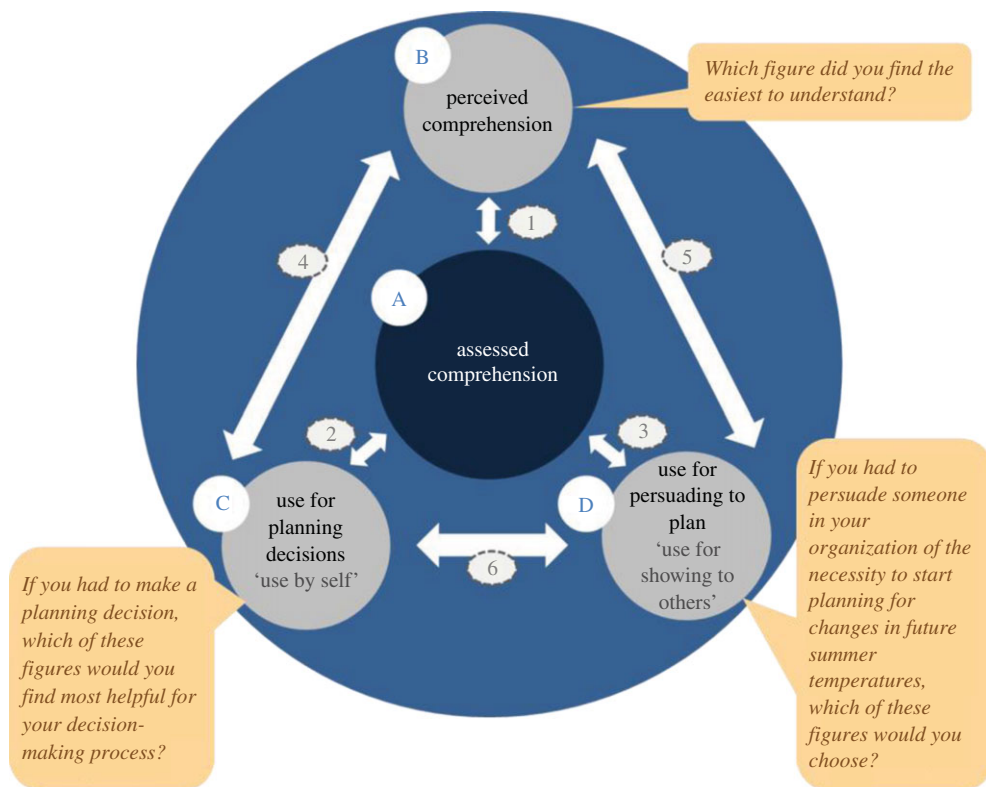 B
perceived
comprehension
Which figure did you find the
easiest to understand?
1
4
5
A
assessed
comprehension
2
3
C
use for
planning
decisions
‘use by self’
D
use for
persuading to
plan
‘use for
showing to
others’
6
If you had to make a
planning decision,
which of these
figures would you
find most helpful for
your decision-
making process?
If you had to
persuade someone
in your
organization of the
necessity to start
planning for
changes in future
summer
temperatures,
which of these
figures would you
choose?